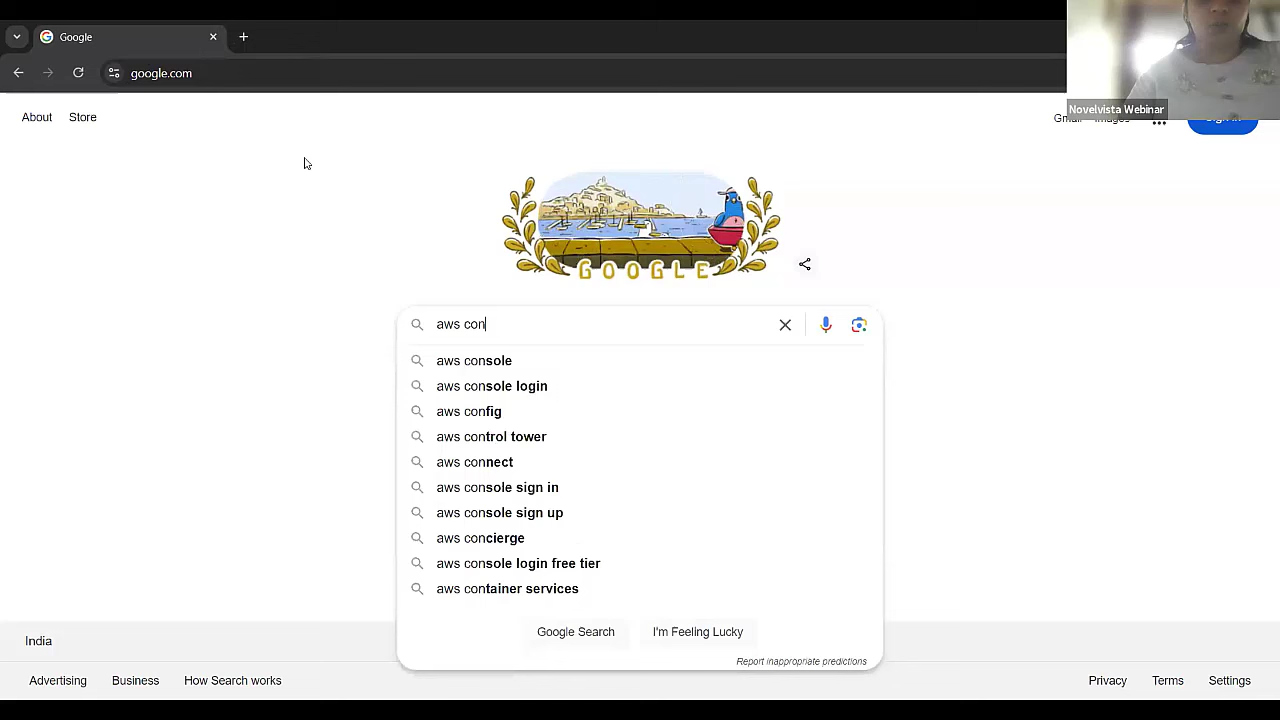 Google
google.com
Novelvista Webinar
About
Store
Gmail
Images
Sign in
GOOGLE
aws con
aws console
aws console login
aws config
aws control tower
aws connect
aws console sign in
aws console sign up
aws concierge
aws console login free tier
aws container services
Google Search
I'm Feeling Lucky
Report inappropriate predictions
India
Advertising
Business
How Search works
Privacy
Terms
Settings